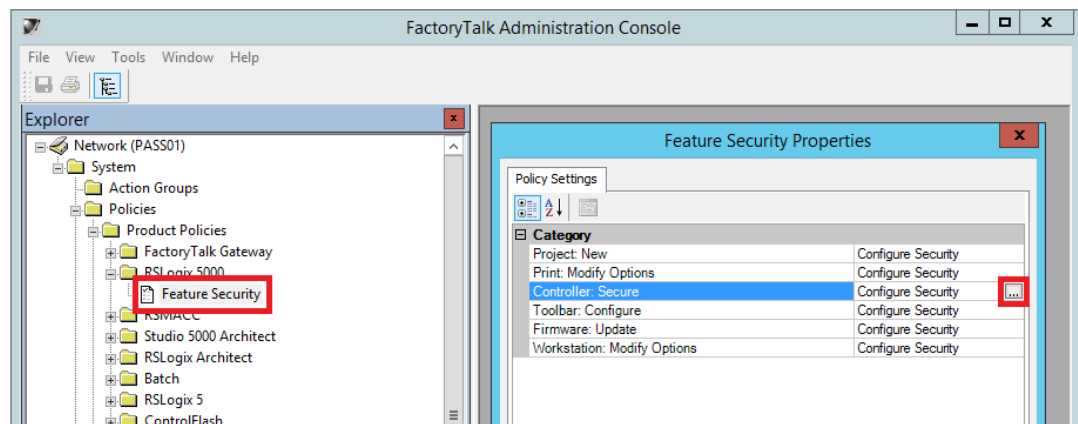 FactoryTalk Administration Console
File View Tools Window Help
Explorer
Network (PASS01)
System
Action Groups
Policies
Product Policies
FactoryTalk Gateway
RSLogix 5000
Feature Security
RSMACC
Studio 5000 Architect
RSLogix Architect
Batch
RSLogix 5
ControlFlash
Feature Security Properties
Policy Settings
Category
Project: New Configure Security
Print: Modify Options Configure Security
Controller: Secure Configure Security ...
Toolbar: Configure Configure Security
Firmware: Update Configure Security
Workstation: Modify Options Configure Security